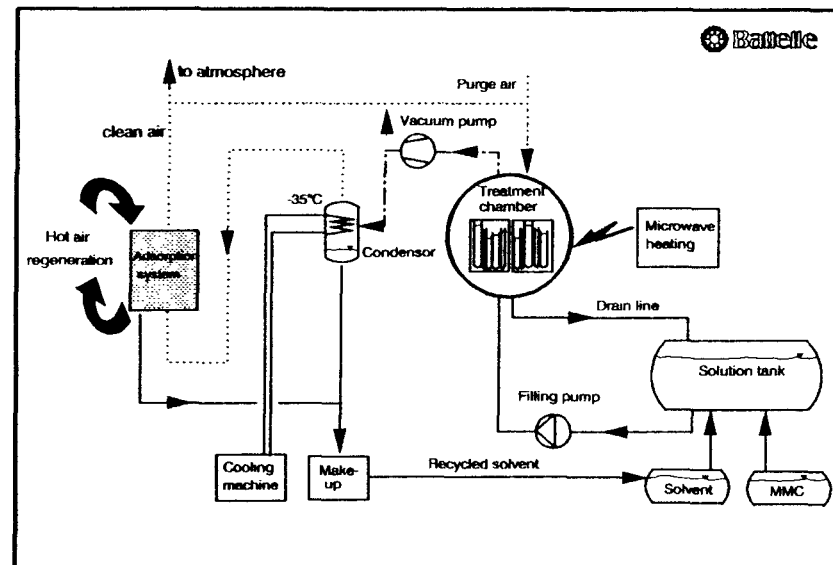 Battelle
to atmosphere
Purge air
clean air
Vacuum pump
-35°C
Treatment
chamber
Microwave
heating
Hot air
regeneration
Adsorption
system
Condensor
Drain line
Solution tank
Filling pump
Cooling
machine
Make-
up
Recycled solvent
Solvent
MMC